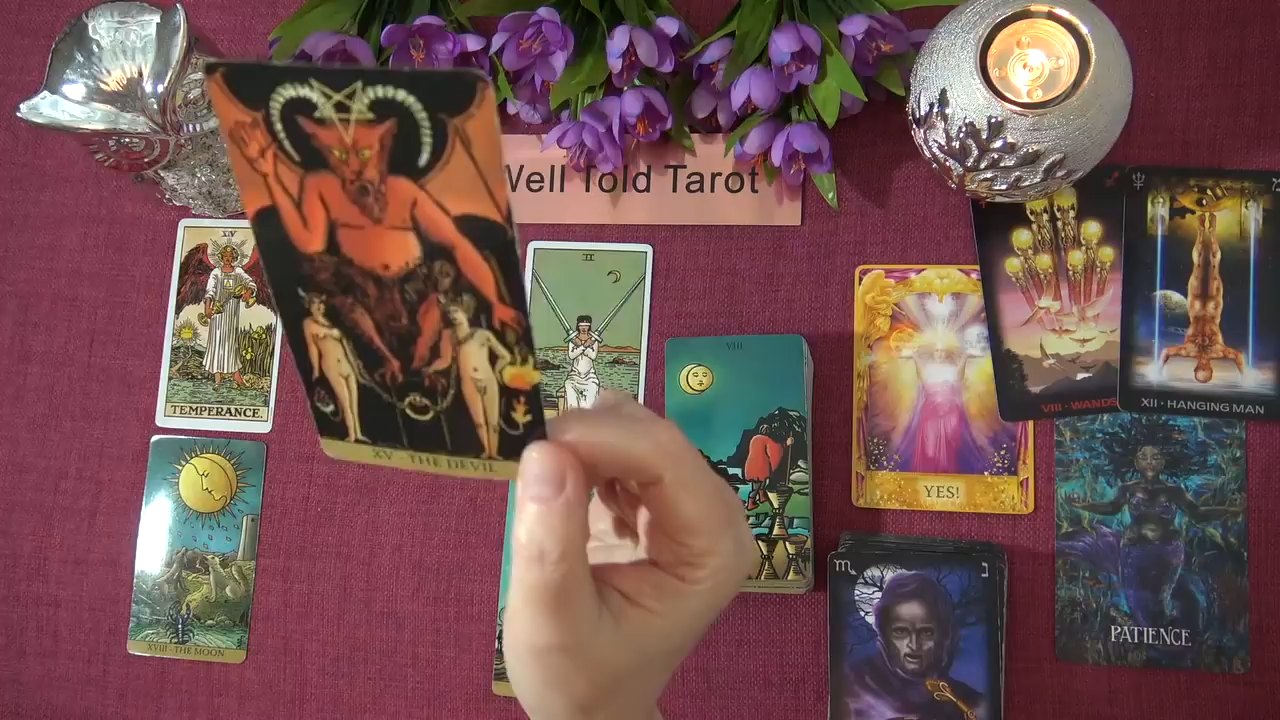 Well Told Tarot
XIV
TEMPERANCE.
XV - THE DEVIL
II
VIII
YES!
VIII • WANDS
XII • HANGING MAN
XVIII - THE MOON
PATIENCE